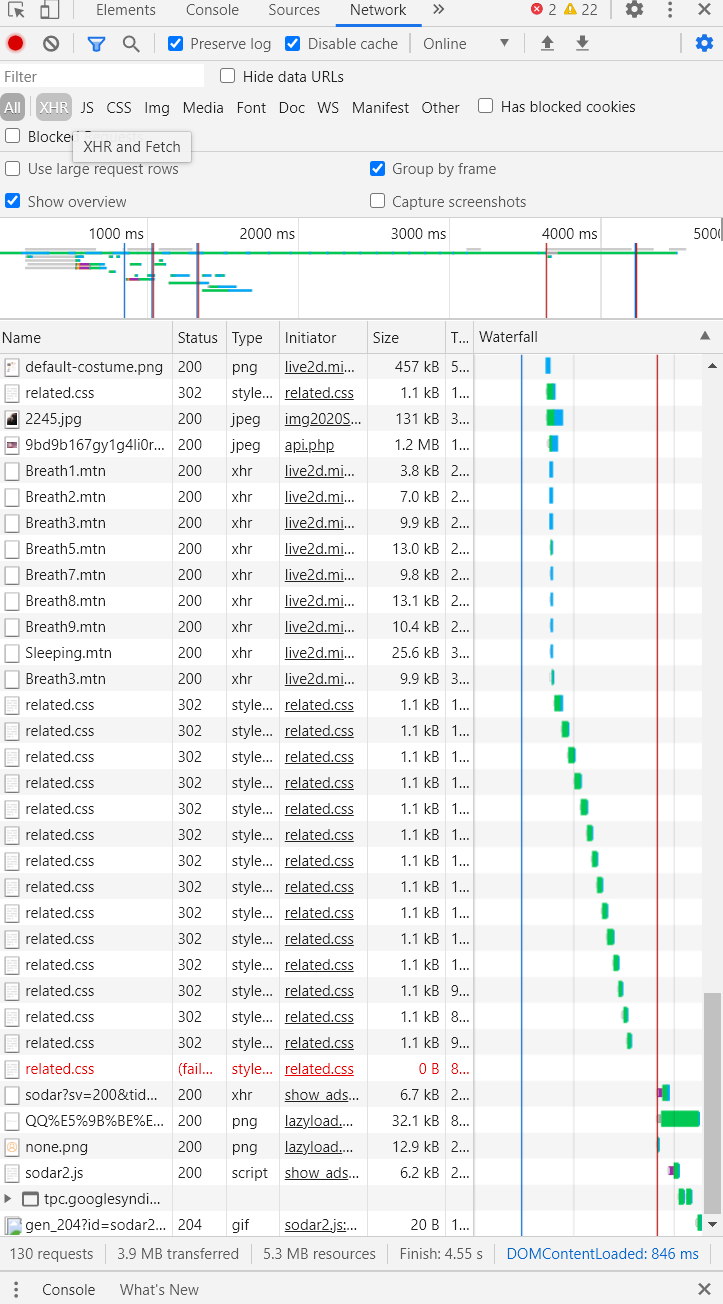 Elements Console Sources Network 2 22
Preserve log Disable cache Online
Filter Hide data URLs
All XHR JS CSS Img Media Font Doc WS Manifest Other Has blocked cookies
Blocked
XHR and Fetch
Use large request rows Group by frame
Show overview Capture screenshots
1000 ms 2000 ms 3000 ms 4000 ms 5000
Name Status Type Initiator Size T... Waterfall
default-costume.png 200 png live2d.mi... 457 kB 5...
related.css 302 style... related.css 1.1 kB 1...
2245.jpg 200 jpeg img2020S... 131 kB 3...
9bd9b167gy1g4li0r... 200 jpeg api.php 1.2 MB 1...
Breath1.mtn 200 xhr live2d.mi... 3.8 kB 2...
Breath2.mtn 200 xhr live2d.mi... 7.0 kB 2...
Breath3.mtn 200 xhr live2d.mi... 9.9 kB 2...
Breath5.mtn 200 xhr live2d.mi... 13.0 kB 2...
Breath7.mtn 200 xhr live2d.mi... 9.8 kB 2...
Breath8.mtn 200 xhr live2d.mi... 13.1 kB 2...
Breath9.mtn 200 xhr live2d.mi... 10.4 kB 2...
Sleeping.mtn 200 xhr live2d.mi... 25.6 kB 3...
Breath3.mtn 200 xhr live2d.mi... 9.9 kB 3...
related.css 302 style... related.css 1.1 kB 1...
related.css 302 style... related.css 1.1 kB 1...
related.css 302 style... related.css 1.1 kB 1...
related.css 302 style... related.css 1.1 kB 1...
related.css 302 style... related.css 1.1 kB 1...
related.css 302 style... related.css 1.1 kB 1...
related.css 302 style... related.css 1.1 kB 1...
related.css 302 style... related.css 1.1 kB 1...
related.css 302 style... related.css 1.1 kB 1...
related.css 302 style... related.css 1.1 kB 1...
related.css 302 style... related.css 1.1 kB 1...
related.css 302 style... related.css 1.1 kB 9...
related.css 302 style... related.css 1.1 kB 8...
related.css 302 style... related.css 1.1 kB 9...
related.css (fail... style... related.css 0 B 8...
sodar?sv=200&tid... 200 xhr show_ads... 6.7 kB 2...
QQ%E5%9B%BE%E... 200 png lazyload.... 32.1 kB 8...
none.png 200 png lazyload.... 12.9 kB 2...
sodar2.js 200 script show_ads... 6.2 kB 2...
tpc.googlesyndi...
gen_204?id=sodar2... 204 gif sodar2.js:... 20 B 1...
130 requests 3.9 MB transferred 5.3 MB resources Finish: 4.55 s DOMContentLoaded: 846 ms
Console What's New